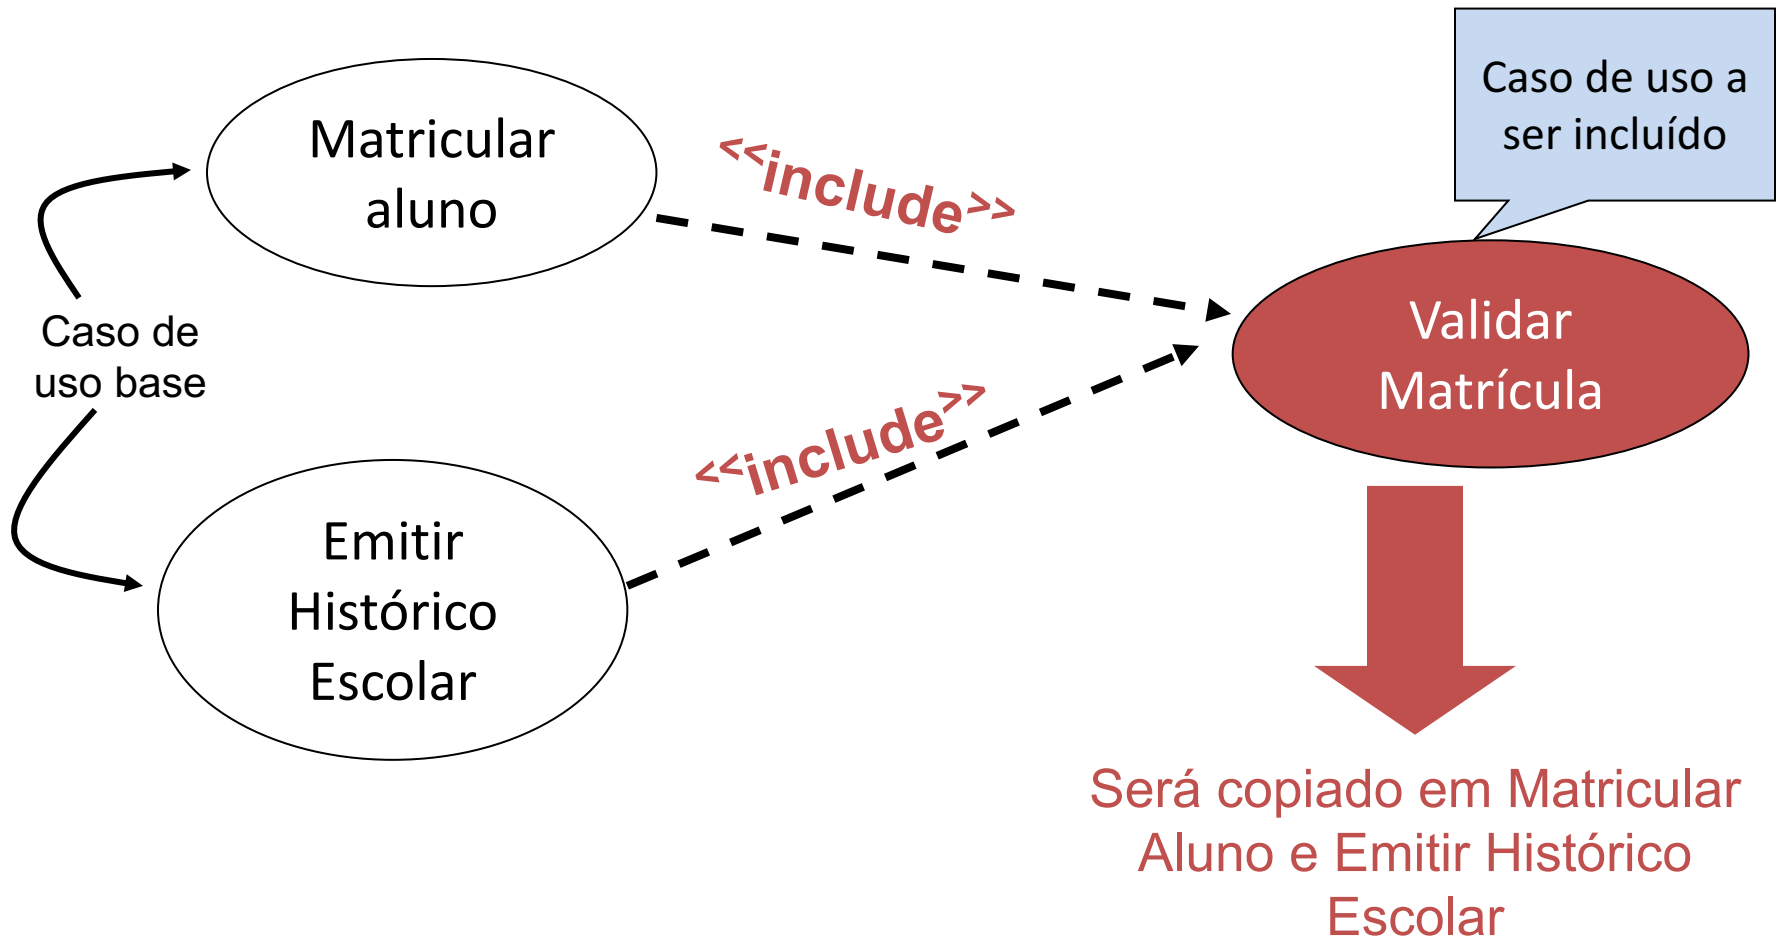 Caso de uso a
ser incluído
Matricular
aluno
<<include>>
Validar
Matrícula
Caso de
uso base
<<include>>
Emitir
Histórico
Escolar
Será copiado em Matricular
Aluno e Emitir Histórico
Escolar